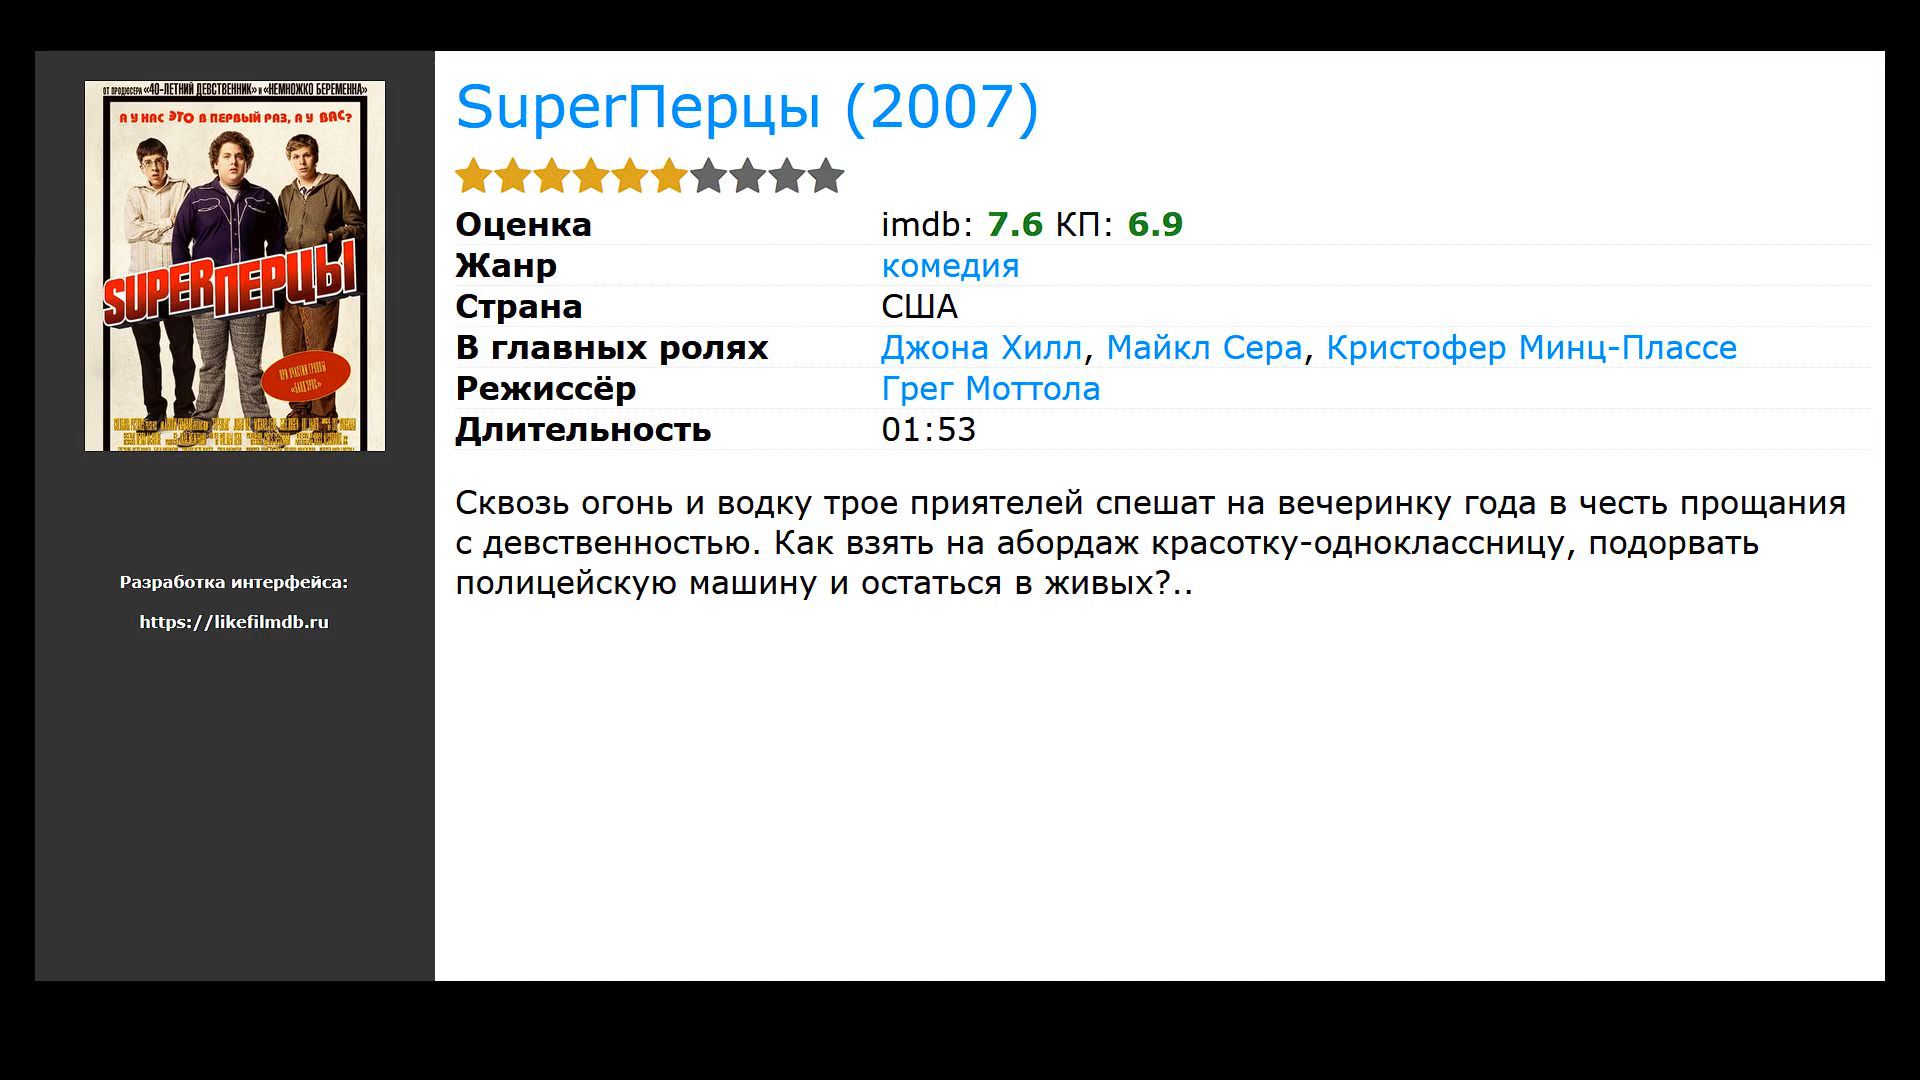 ОТ ПРОДЮСЕРА «40-ЛЕТНИЙ ДЕВСТВЕННИК» и «НЕМНОЖКО БЕРЕМЕННА»
А У НАС ЭТО В ПЕРВЫЙ РАЗ, А У ВАС?
SUPERПЕРЦЫ
ПРИ УЧАСТИИ ГРУППЫ
Разработка интерфейса:
https://likefilmdb.ru
SuperПерцы (2007)
Оценка imdb: 7.6 КП: 6.9
Жанр комедия
Страна США
В главных ролях Джона Хилл, Майкл Сера, Кристофер Минц-Плассе
Режиссёр Грег Моттола
Длительность 01:53
Сквозь огонь и водку трое приятелей спешат на вечеринку года в честь прощания
с девственностью. Как взять на абордаж красотку-одноклассницу, подорвать
полицейскую машину и остаться в живых?..